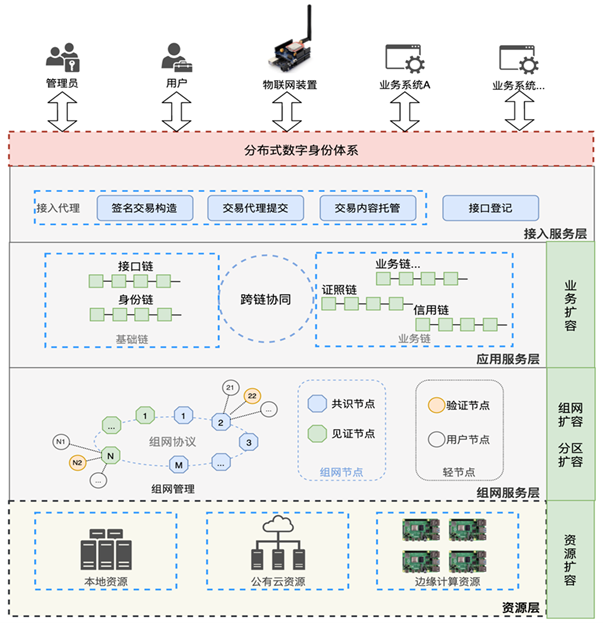 管理员
用户
物联网装置
业务系统A
业务系统...
分布式数字身份体系
接入代理
签名交易构造
交易代理提交
交易内容托管
接口登记
接入服务层
接口链
身份链
基础链
跨链协同
业务链...
证照链
信用链
业务链
应用服务层
业务
扩容
N1
N2
...
N
...
1
1
2
21
22
...
3
...
M
组网协议
组网管理
共识节点
见证节点
组网节点
验证节点
用户节点
轻节点
组网服务层
组网
扩容
分区
扩容
本地资源
公有云资源
边缘计算资源
资源层
资源
扩容